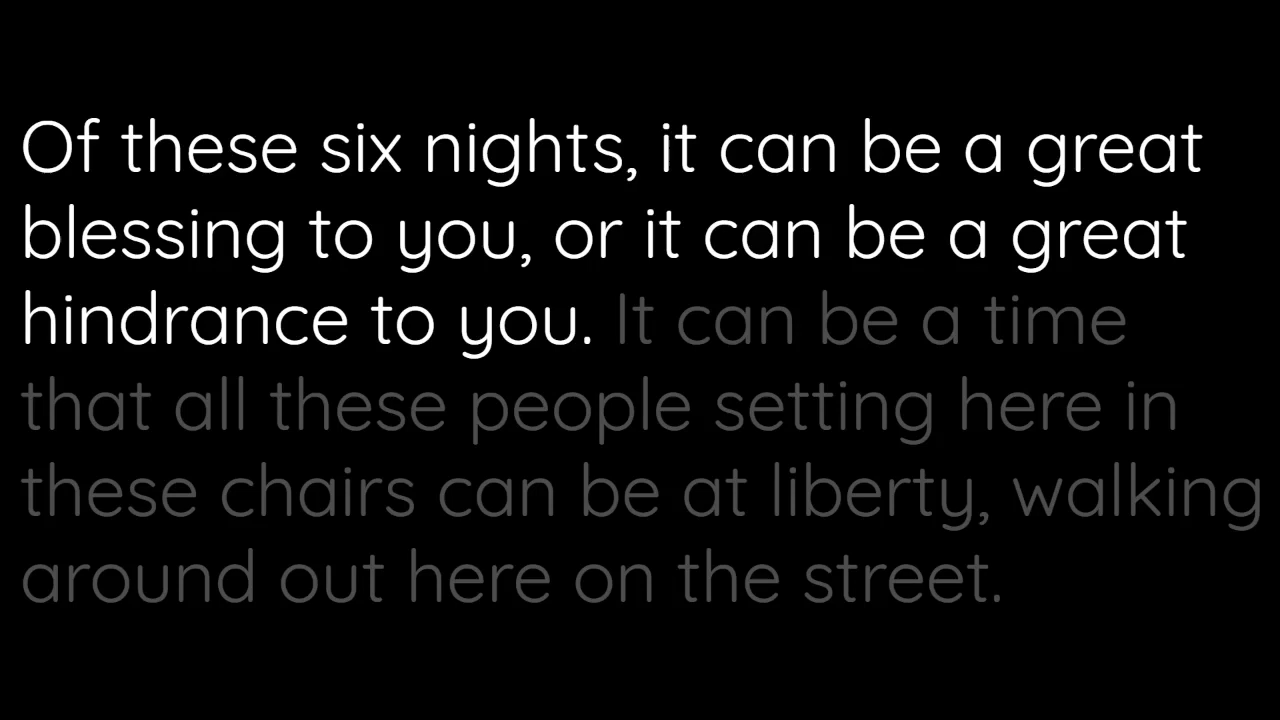 Of these six nights, it can be a great
blessing to you, or it can be a great
hindrance to you. It can be a time
that all these people setting here in
these chairs can be at liberty, walking
around out here on the street.